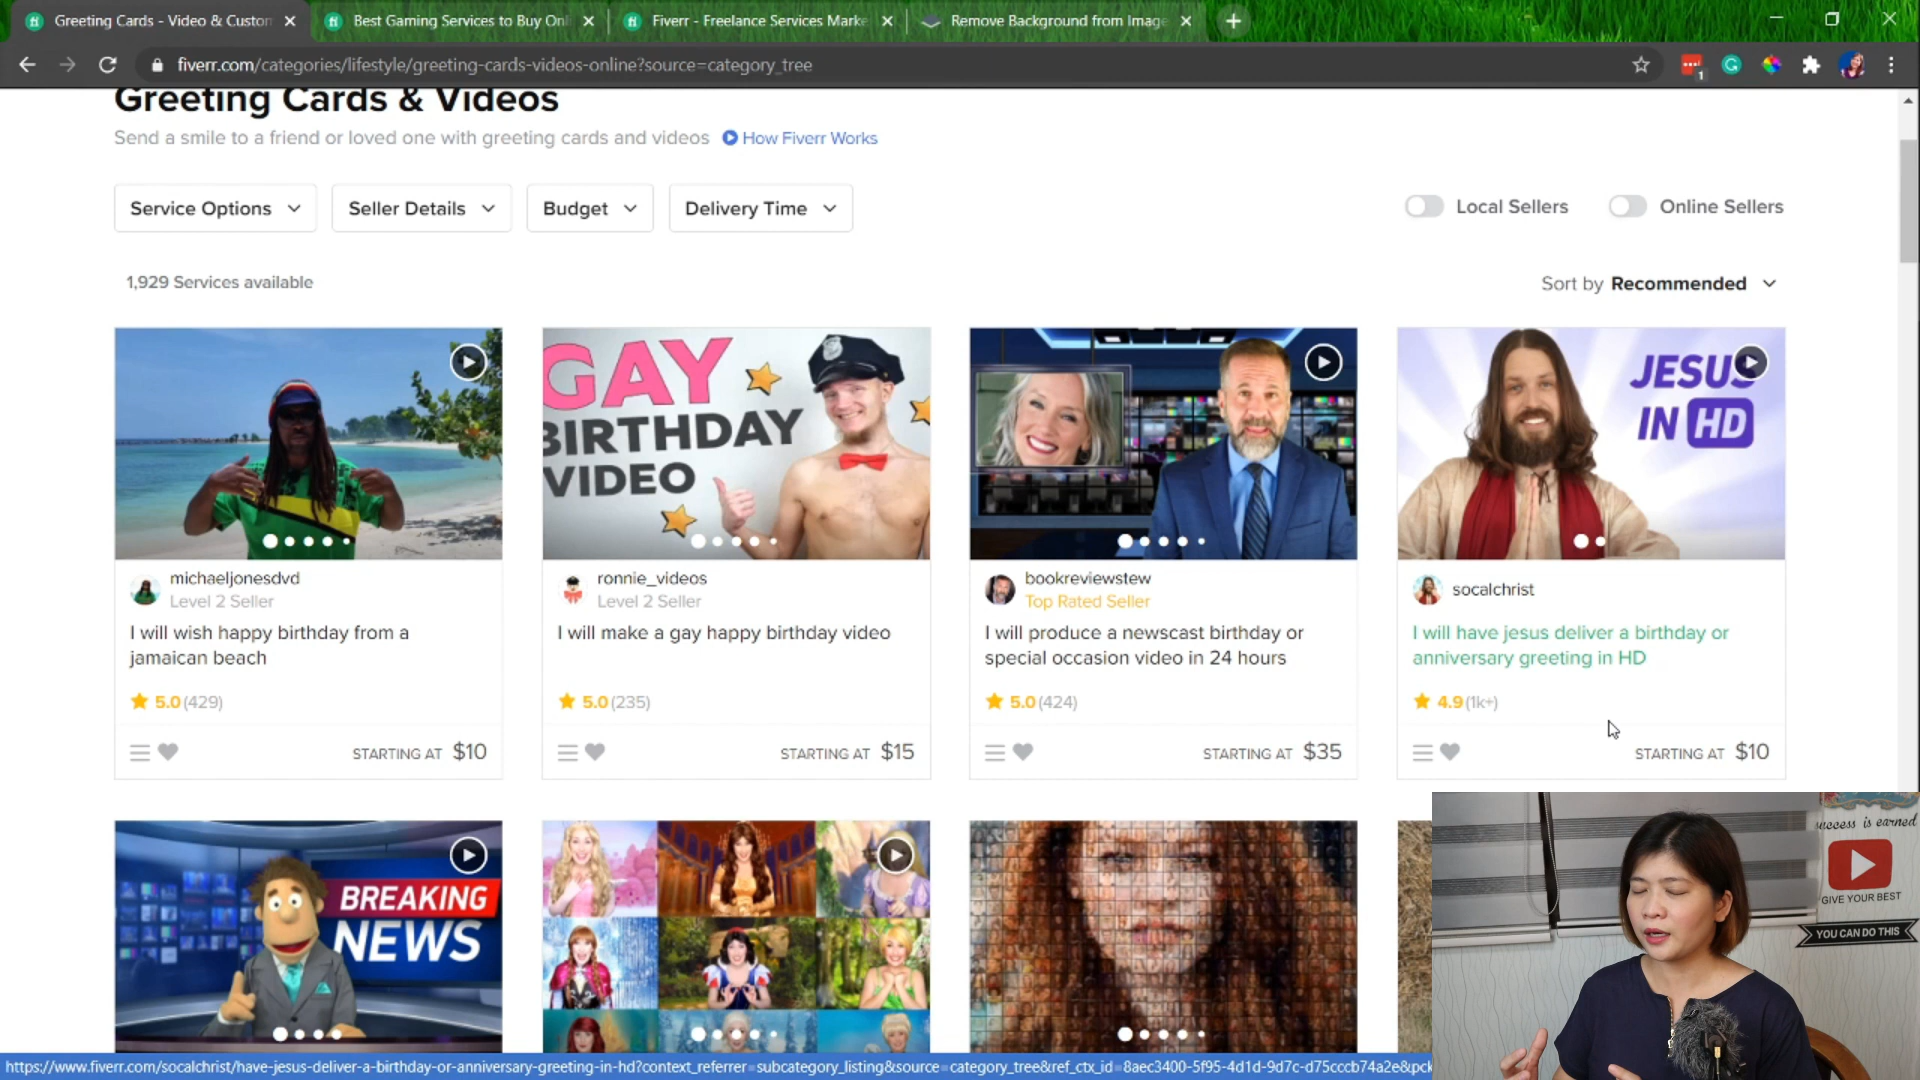 Greeting Cards - Video & Custon
Best Gaming Services to Buy Onl
Fiverr - Freelance Services Marke
Remove Background from Image
fiverr.com/categories/lifestyle/greeting-cards-videos-online?source=category_tree
1
Greeting Cards & Videos
Send a smile to a friend or loved one with greeting cards and videos How Fiverr Works
Service Options
Seller Details
Budget
Delivery Time
Local Sellers
Online Sellers
1,929 Services available
Sort by Recommended
GAY
BIRTHDAY
VIDEO
JESUS
IN HD
michaeljonesdvd
Level 2 Seller
I will wish happy birthday from a
jamaican beach
5.0 (429)
STARTING AT $10
ronnie_videos
Level 2 Seller
I will make a gay happy birthday video
5.0 (235)
STARTING AT $15
bookreviewstew
Top Rated Seller
I will produce a newscast birthday or
special occasion video in 24 hours
5.0 (424)
STARTING AT $35
socalchrist
I will have jesus deliver a birthday or
anniversary greeting in HD
4.9 (1k+)
STARTING AT $10
BREAKING
NEWS
success is earned
GIVE YOUR BEST
YOU CAN DO THIS
https://www.fiverr.com/socalchrist/have-jesus-deliver-a-birthday-or-anniversary-greeting-in-hd?context_referrer=subcategory_listing&source=category_tree&ref_ctx_id=8aec3400-5f95-4d1d-9d7c-d75cccb74a2e&pck